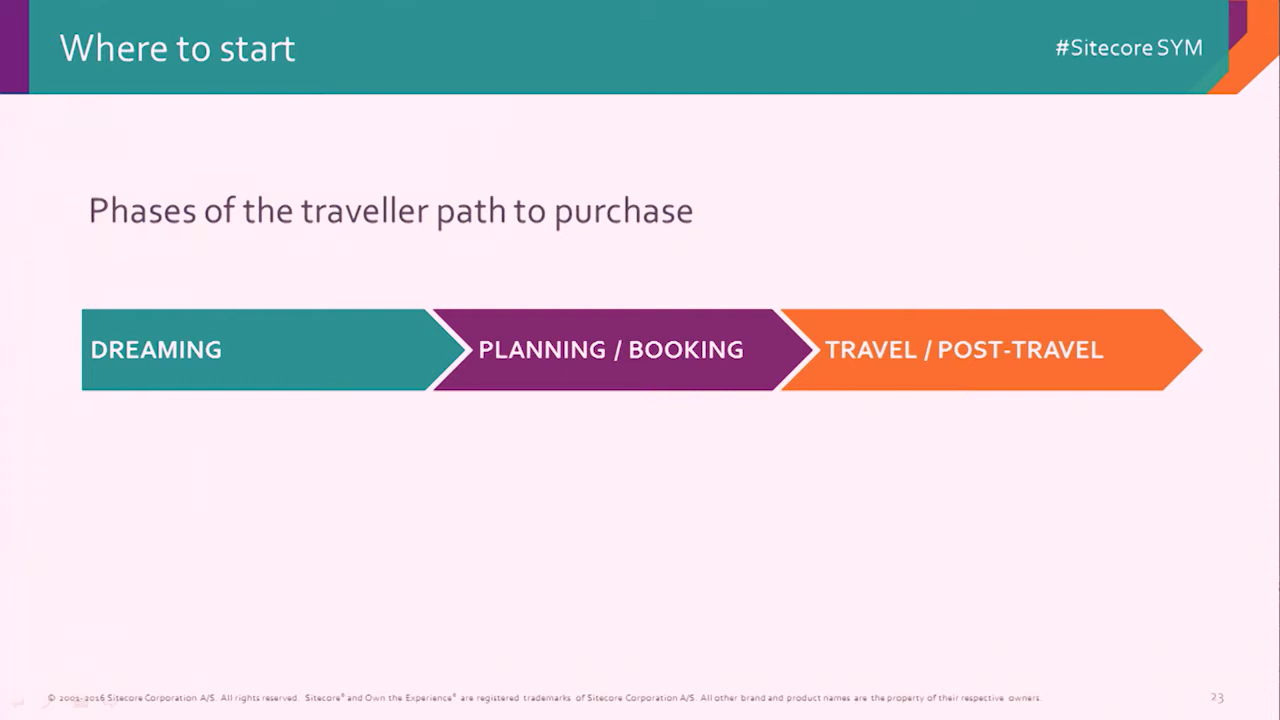 Where to start
#Sitecore SYM
Phases of the traveller path to purchase
DREAMING
PLANNING / BOOKING
TRAVEL / POST-TRAVEL
© 2001-2016 Sitecore Corporation A/S. All rights reserved. Sitecore® and Own the Experience® are registered trademarks of Sitecore Corporation A/S. All other brand and product names are the property of their respective owners.
23